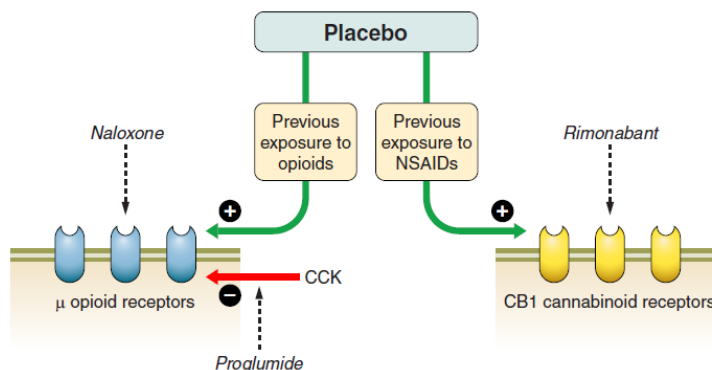 Placebo
Previous
exposure to
opioids
Previous
exposure to
NSAIDs
Naloxone
Rimonabant
+
+
CCK
−
μ opioid receptors
CB1 cannabinoid receptors
Proglumide